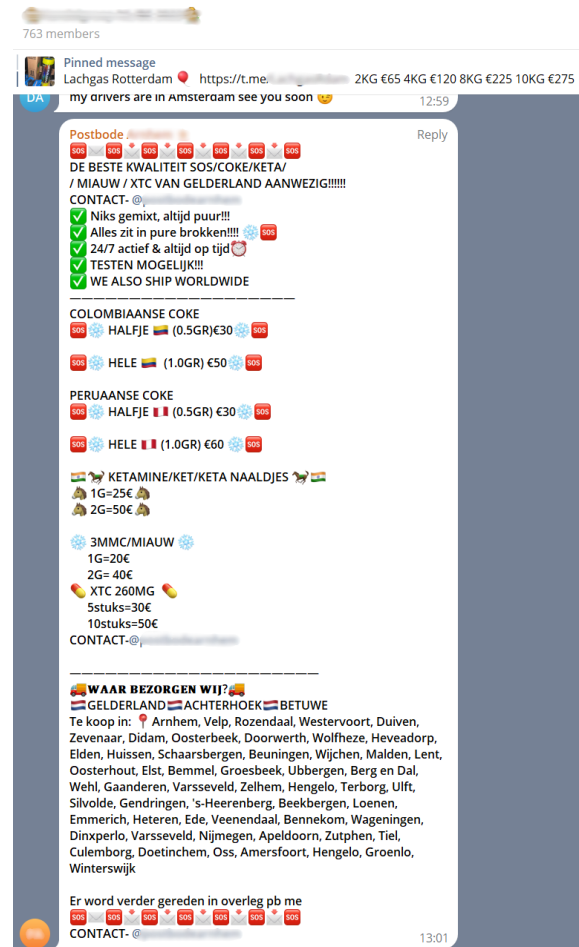 763 members
Pinned message
Lachgas Rotterdam 🎈 https://t.me/ 2KG €65 4KG €120 8KG €225 10KG €275
DA
my drivers are in Amsterdam see you soon 😉
12:59
Postbode
Reply
🆘✉️🆘📩🆘📩🆘📩🆘📩🆘📩🆘
DE BESTE KWALITEIT SOS/COKE/KETA/
/ MIAUW / XTC VAN GELDERLAND AANWEZIG!!!!!!
CONTACT- @
✅ Niks gemixt, altijd puur!!!
✅ Alles zit in pure brokken!!!! ❄️🆘
✅ 24/7 actief & altijd op tijd⏰
✅ TESTEN MOGELIJK!!!
✅ WE ALSO SHIP WORLDWIDE
———————————————————
COLOMBIAANSE COKE
🆘❄️ HALFJE 🇨🇴 (0.5GR)€30❄️🆘
🆘❄️ HELE 🇨🇴 (1.0GR) €50❄️🆘
PERUAANSE COKE
🆘❄️ HALFJE 🇵🇪 (0.5GR) €30❄️🆘
🆘❄️ HELE 🇵🇪 (1.0GR) €60 ❄️🆘
🇮🇳🐎 KETAMINE/KET/KETA NAALDJES 🐎🇮🇳
🐴 1G=25€🐴
🐴 2G=50€🐴
❄️ 3MMC/MIAUW ❄️
1G=20€
2G= 40€
💊 XTC 260MG 💊
5stuks=30€
10stuks=50€
CONTACT-@
—————————————————————
🚚𝐖𝐀𝐀𝐑 𝐁𝐄𝐙𝐎𝐑𝐆𝐄𝐍 𝐖𝐈𝐉?🚚
🇳🇱GELDERLAND🇳🇱ACHTERHOEK🇳🇱BETUWE
Te koop in: 📍Arnhem, Velp, Rozendaal, Westervoort, Duiven,
Zevenaar, Didam, Oosterbeek, Doorwerth, Wolfheze, Heveadorp,
Elden, Huissen, Schaarsbergen, Beuningen, Wijchen, Malden, Lent,
Oosterhout, Elst, Bemmel, Groesbeek, Ubbergen, Berg en Dal,
Wehl, Gaanderen, Varsseveld, Zelhem, Hengelo, Terborg, Ulft,
Silvolde, Gendringen, 's-Heerenberg, Beekbergen, Loenen,
Emmerich, Heteren, Ede, Veenendaal, Bennekom, Wageningen,
Dinxperlo, Varsseveld, Nijmegen, Apeldoorn, Zutphen, Tiel,
Culemborg, Doetinchem, Oss, Amersfoort, Hengelo, Groenlo,
Winterswijk
Er word verder gereden in overleg pb me
🆘✉️🆘📩🆘📩🆘📩🆘📩🆘📩🆘
CONTACT- @
13:01